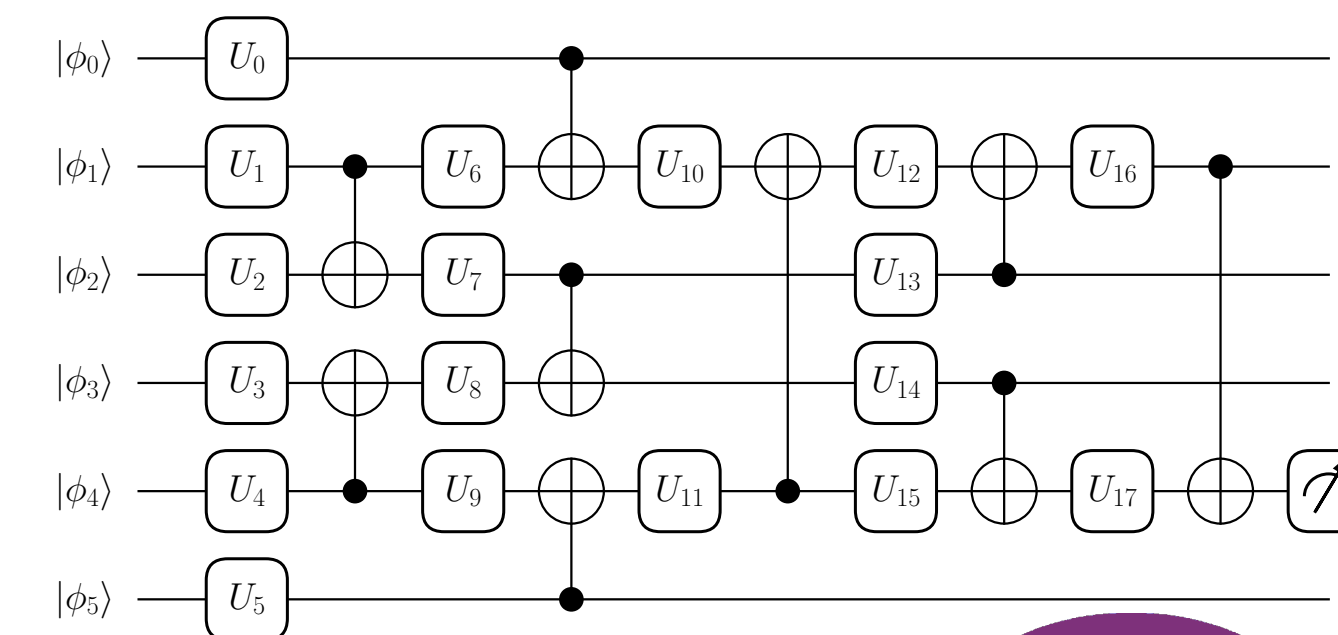 |ϕ₀⟩ U₀
|ϕ₁⟩ U₁ U₆ U₁₀ U₁₂ U₁₆
|ϕ₂⟩ U₂ U₇ U₁₃
|ϕ₃⟩ U₃ U₈ U₁₄
|ϕ₄⟩ U₄ U₉ U₁₁ U₁₅ U₁₇
|ϕ₅⟩ U₅